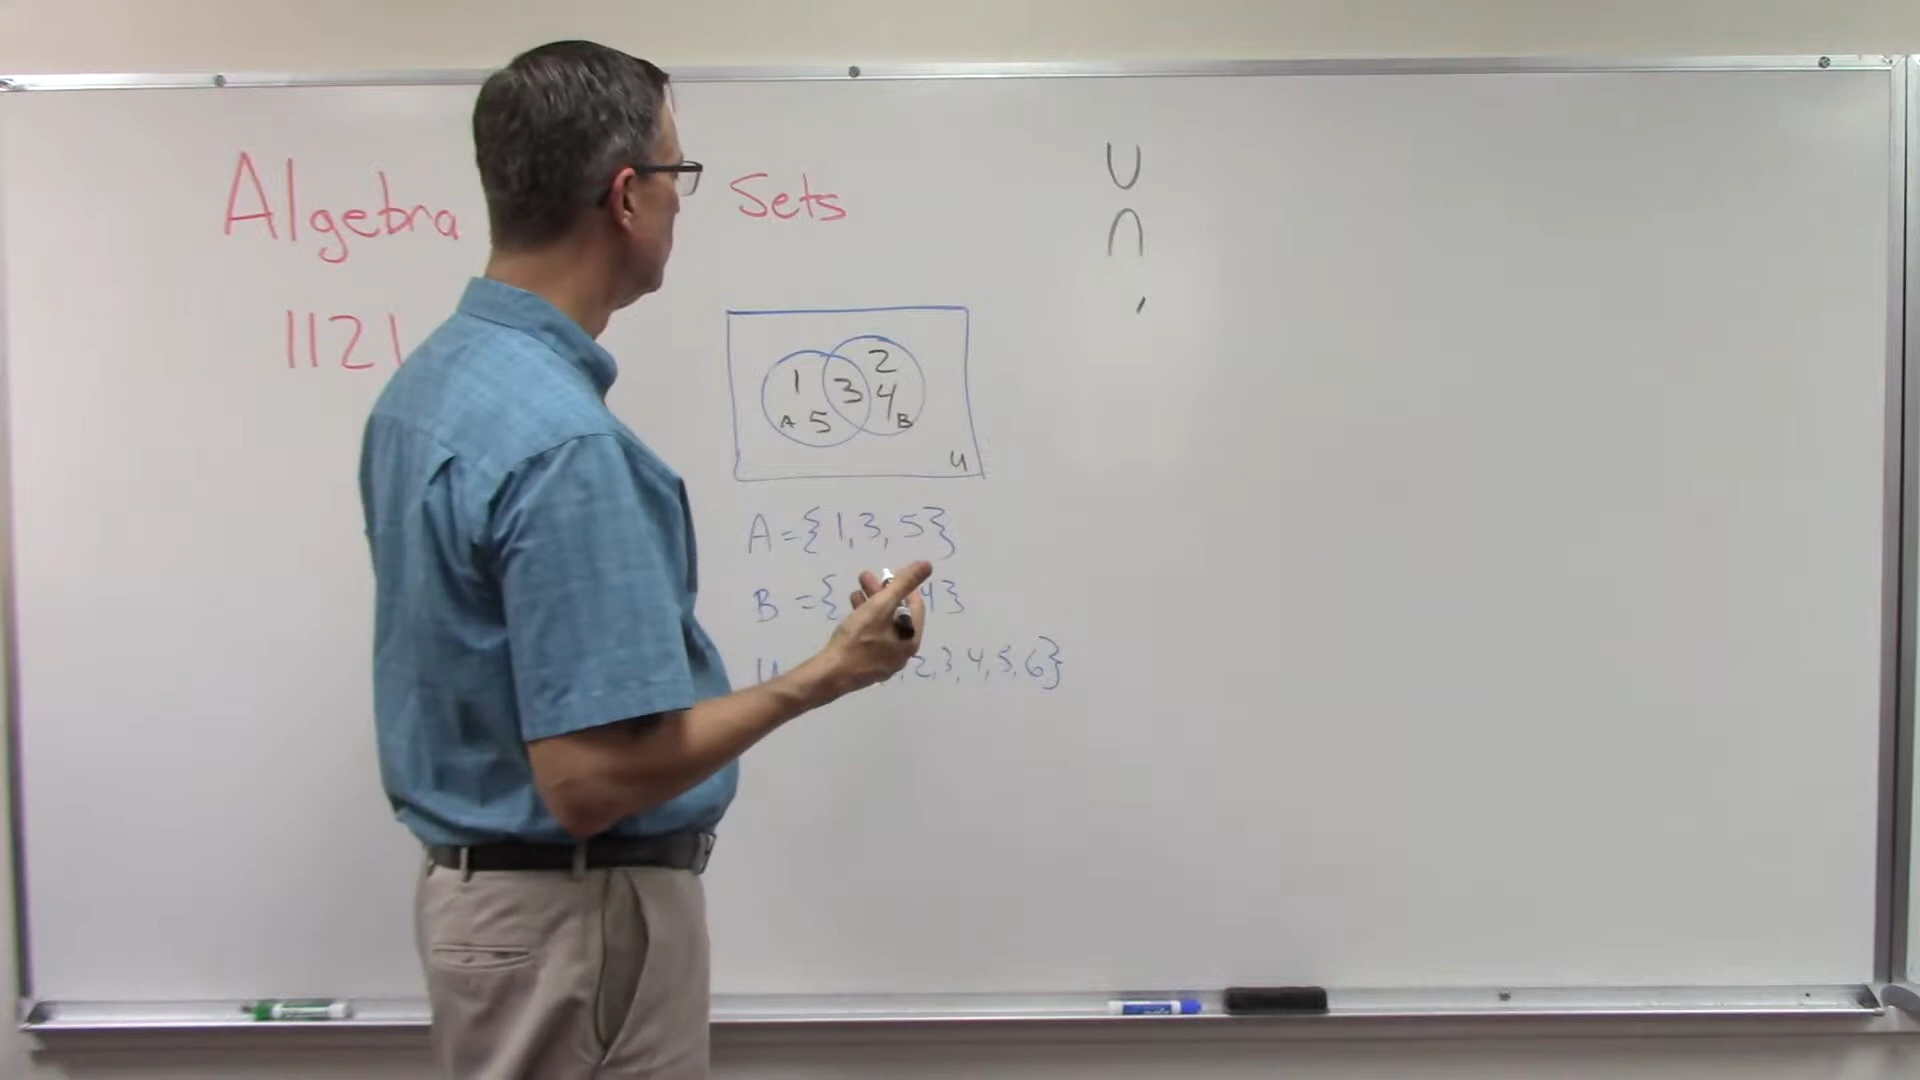 Algebra
1121
Sets
1 2
3 4
A 5 B
U
A={1,3,5}
B ={ 4}
,2,3,4,5,6}
∪
∩
′